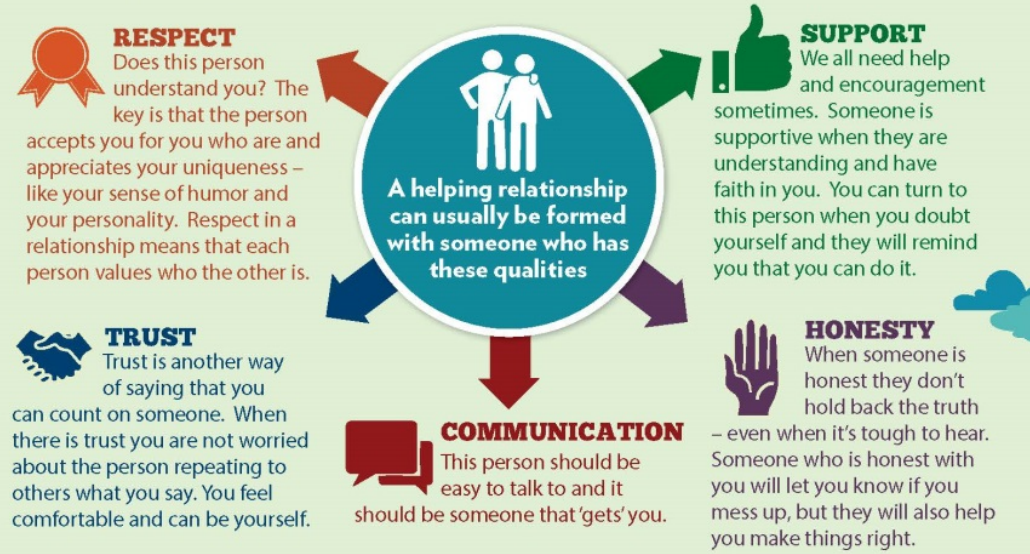 RESPECT
Does this person
understand you? The
key is that the person
accepts you for you who are and
appreciates your uniqueness –
like your sense of humor and
your personality. Respect in a
relationship means that each
person values who the other is.
A helping relationship
can usually be formed
with someone who has
these qualities
SUPPORT
We all need help
and encouragement
sometimes. Someone is
supportive when they are
understanding and have
faith in you. You can turn to
this person when you doubt
yourself and they will remind
you that you can do it.
TRUST
Trust is another way
of saying that you
can count on someone. When
there is trust you are not worried
about the person repeating to
others what you say. You feel
comfortable and can be yourself.
COMMUNICATION
This person should be
easy to talk to and it
should be someone that 'gets' you.
HONESTY
When someone is
honest they don't
hold back the truth
– even when it's tough to hear.
Someone who is honest with
you will let you know if you
mess up, but they will also help
you make things right.